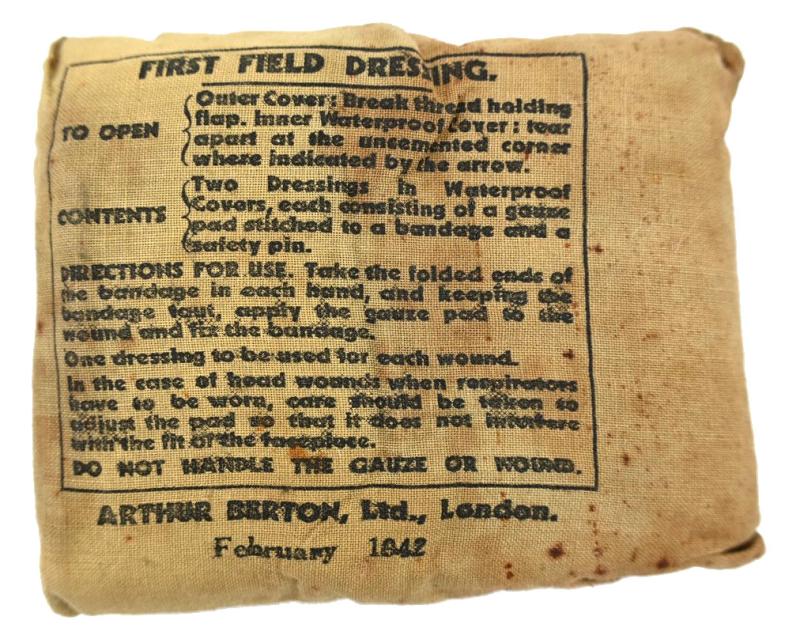 FIRST FIELD DRESSING.
TO OPEN
Outer Cover: Break thread holding
flap. Inner Waterproof Cover: tear
apart at the uncemented corner
where indicated by the arrow.
CONTENTS
Two Dressings in Waterproof
Covers, each consisting of a gauze
pad stitched to a bandage and a
safety pin.
DIRECTIONS FOR USE. Take the folded ends of
the bandage in each hand, and keeping the
bandage taut, apply the gauze pad to the
wound and fix the bandage.
One dressing to be used for each wound.
In the case of head wounds when respirators
have to be worn, care should be taken to
adjust the pad so that it does not interfere
with the fit of the facepiece.
DO NOT HANDLE THE GAUZE OR WOUND.
ARTHUR BERTON, Ltd., London.
February 1942